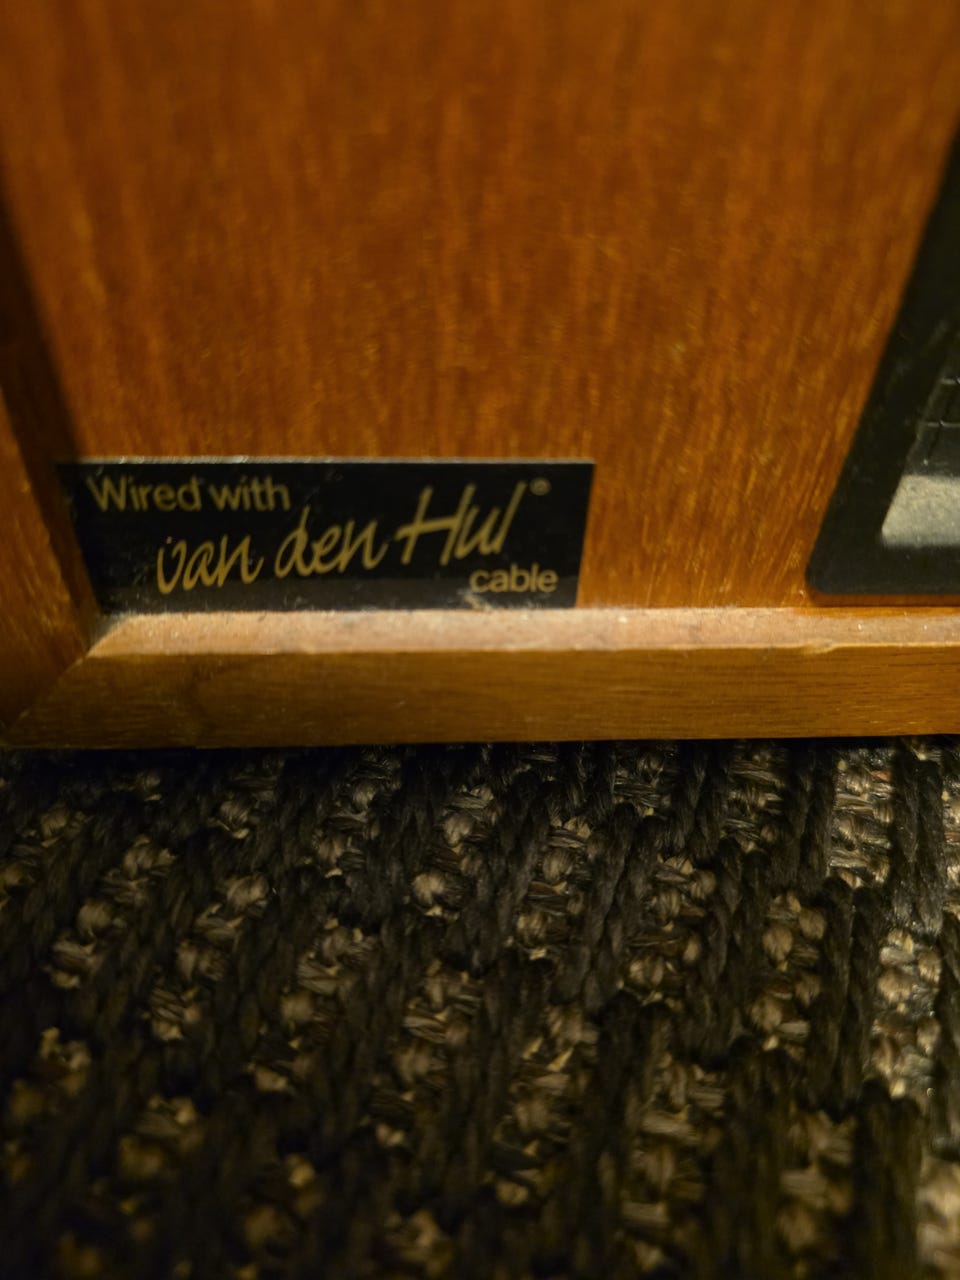 Wired with
van den Hul®
cable